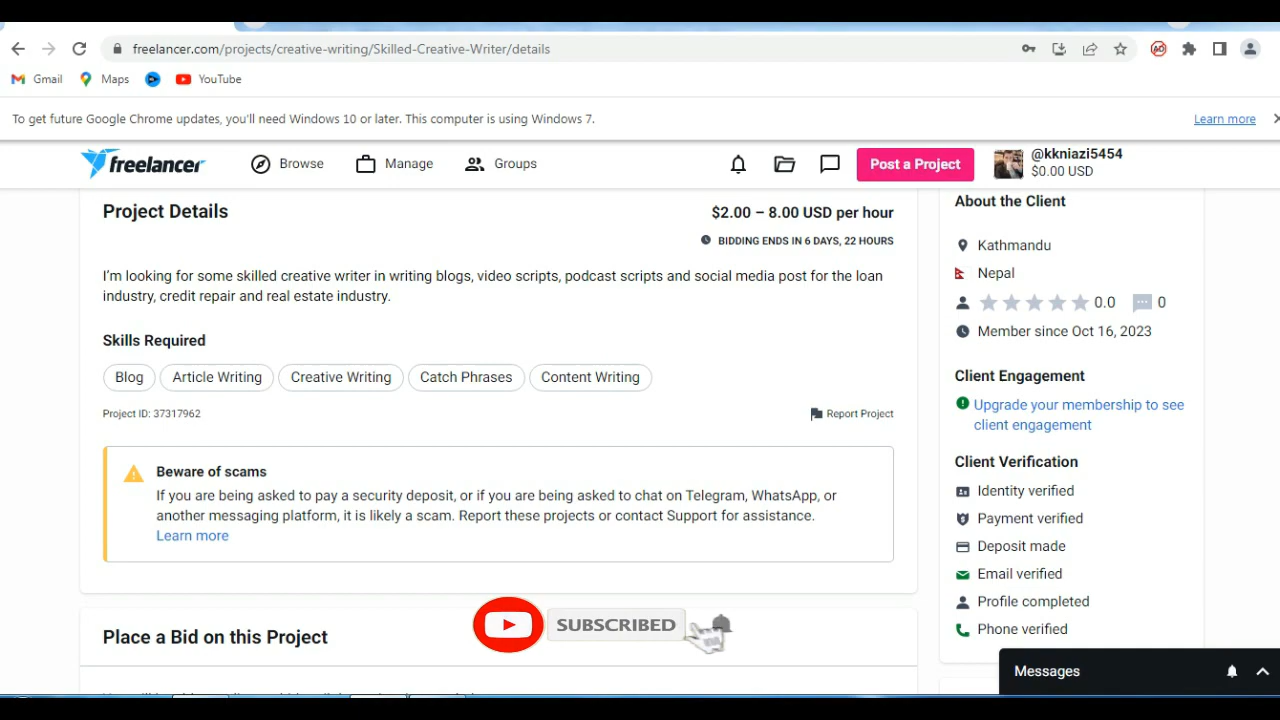 freelancer.com/projects/creative-writing/Skilled-Creative-Writer/details
Gmail Maps YouTube
To get future Google Chrome updates, you'll need Windows 10 or later. This computer is using Windows 7. Learn more
freelancer Browse Manage Groups Post a Project @kkniazi5454
$0.00 USD
Project Details
$2.00 – 8.00 USD per hour
BIDDING ENDS IN 6 DAYS, 22 HOURS
I'm looking for some skilled creative writer in writing blogs, video scripts, podcast scripts and social media post for the loan
industry, credit repair and real estate industry.
Skills Required
Blog Article Writing Creative Writing Catch Phrases Content Writing
Project ID: 37317962 Report Project
Beware of scams
If you are being asked to pay a security deposit, or if you are being asked to chat on Telegram, WhatsApp, or
another messaging platform, it is likely a scam. Report these projects or contact Support for assistance.
Learn more
Place a Bid on this Project
SUBSCRIBED
About the Client
Kathmandu
Nepal
0.0 0
Member since Oct 16, 2023
Client Engagement
Upgrade your membership to see
client engagement
Client Verification
Identity verified
Payment verified
Deposit made
Email verified
Profile completed
Phone verified
Messages